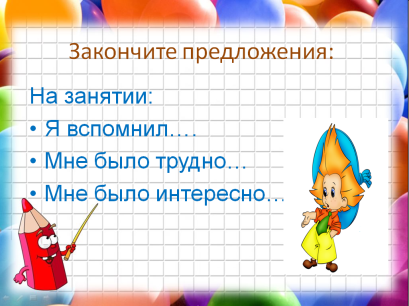 Закончите предложения:
На занятии:
• Я вспомнил….
• Мне было трудно…
• Мне было интересно…